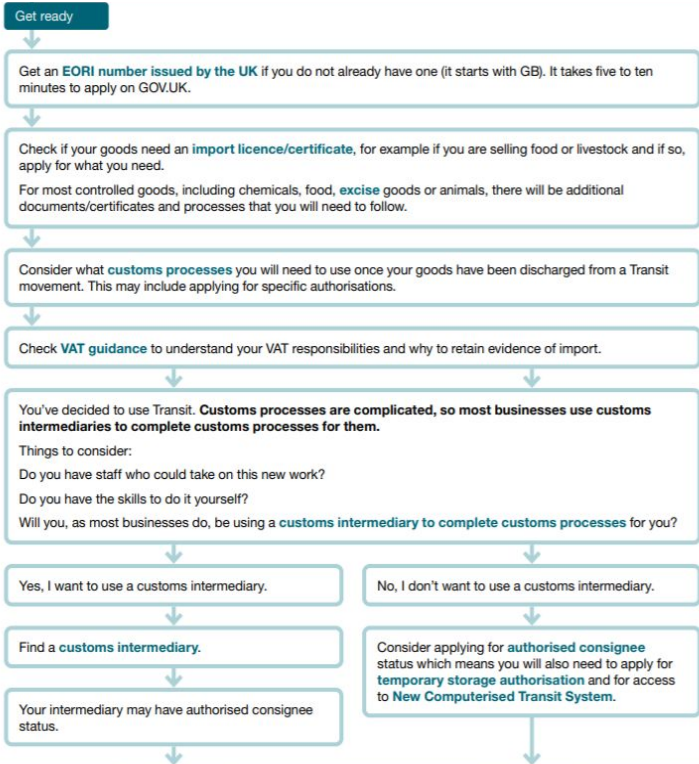 Get ready
Get an EORI number issued by the UK if you do not already have one (it starts with GB). It takes five to ten
minutes to apply on GOV.UK.
Check if your goods need an import licence/certificate, for example if you are selling food or livestock and if so,
apply for what you need.
For most controlled goods, including chemicals, food, excise goods or animals, there will be additional
documents/certificates and processes that you will need to follow.
Consider what customs processes you will need to use once your goods have been discharged from a Transit
movement. This may include applying for specific authorisations.
Check VAT guidance to understand your VAT responsibilities and why to retain evidence of import.
You've decided to use Transit. Customs processes are complicated, so most businesses use customs
intermediaries to complete customs processes for them.
Things to consider:
Do you have staff who could take on this new work?
Do you have the skills to do it yourself?
Will you, as most businesses do, be using a customs intermediary to complete customs processes for you?
Yes, I want to use a customs intermediary.
Find a customs intermediary.
Your intermediary may have authorised consignee
status.
No, I don't want to use a customs intermediary.
Consider applying for authorised consignee
status which means you will also need to apply for
temporary storage authorisation and for access
to New Computerised Transit System.